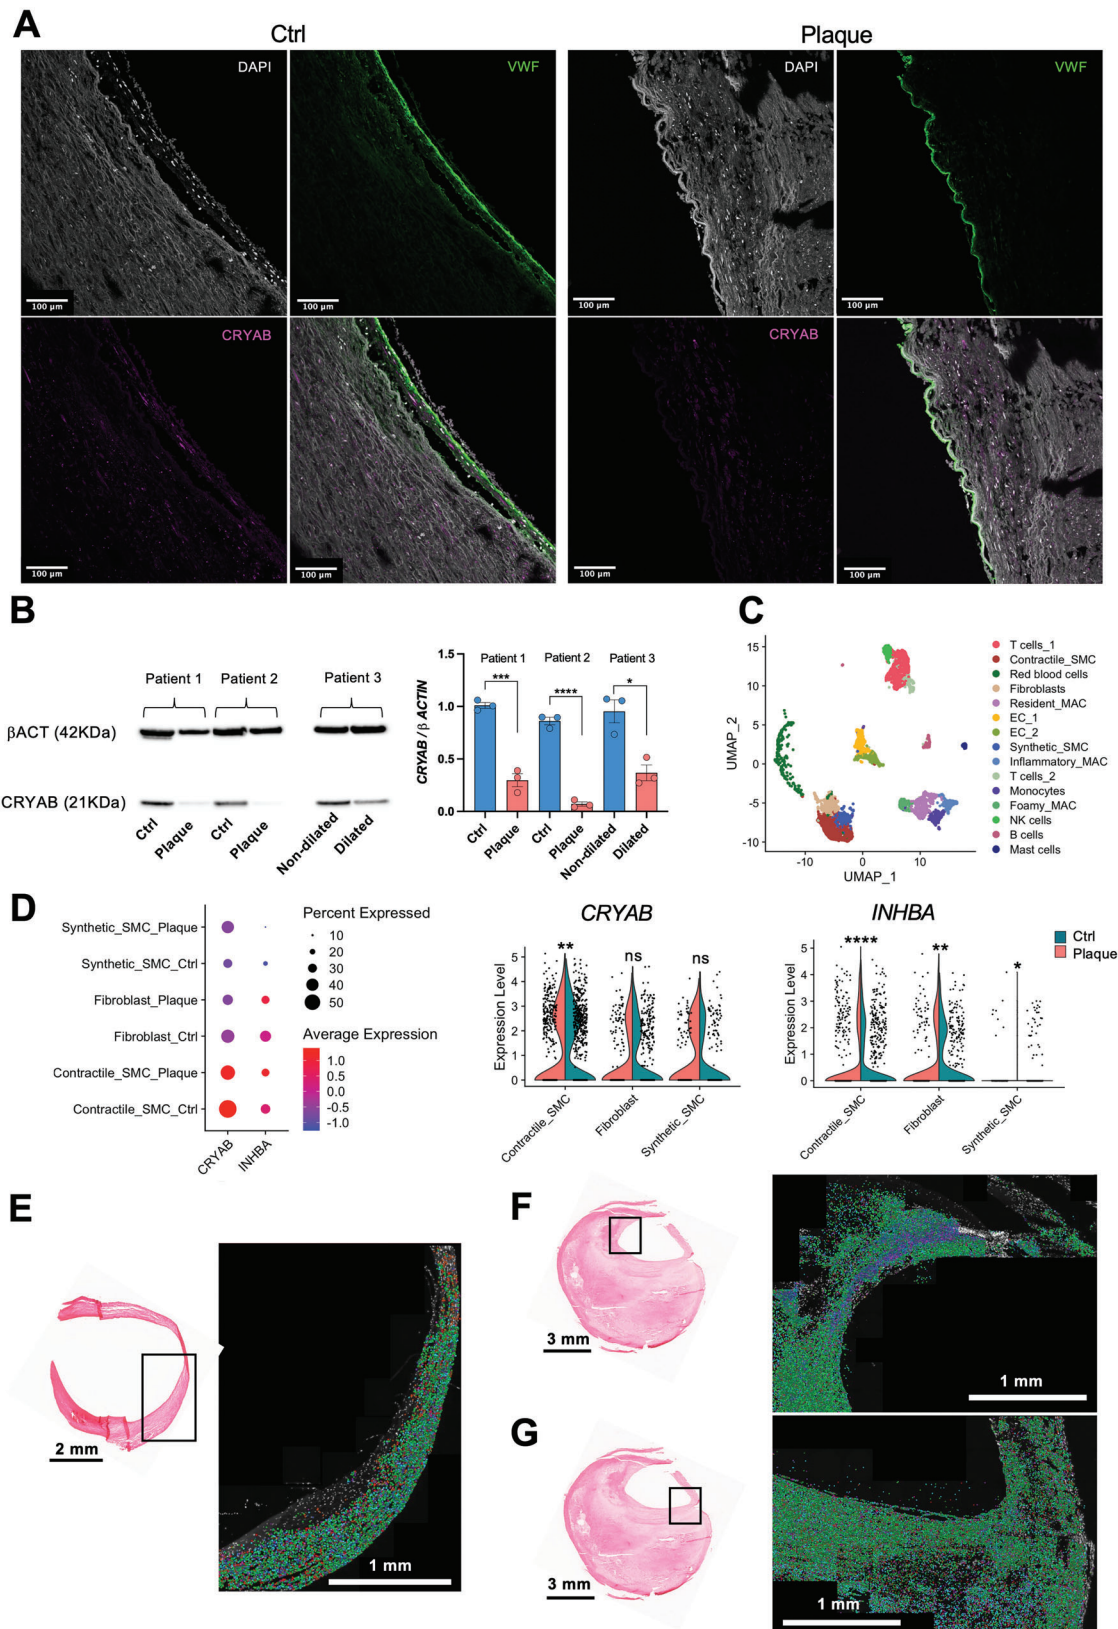 A
Ctrl
Plaque
DAPI
VWF
DAPI
VWF
100 µm
100 µm
100 µm
100 µm
CRYAB
CRYAB
100 µm
100 µm
100 µm
100 µm
B
Patient 1 Patient 2 Patient 3
βACT (42KDa)
CRYAB (21KDa)
Ctrl
Plaque
Ctrl
Plaque
Non-dilated
Dilated
CRYAB / β ACTIN
1.5
1.0
0.5
0.0
Patient 1 Patient 2 Patient 3
***
****
*
Ctrl
Plaque
Ctrl
Plaque
Non-dilated
Dilated
C
UMAP_2
15
10
5
0
-5
-10
-10 0 10
UMAP_1
T cells_1
Contractile_SMC
Red blood cells
Fibroblasts
Resident_MAC
EC_1
EC_2
Synthetic_SMC
Inflammatory_MAC
T cells_2
Monocytes
Foamy_MAC
NK cells
B cells
Mast cells
D
Synthetic_SMC_Plaque
Synthetic_SMC_Ctrl
Fibroblast_Plaque
Fibroblast_Ctrl
Contractile_SMC_Plaque
Contractile_SMC_Ctrl
CRYAB
INHBA
Percent Expressed
10
20
30
40
50
Average Expression
1.0
0.5
0.0
-0.5
-1.0
CRYAB
Expression Level
5
4
3
2
1
0
**
ns
ns
Contractile_SMC
Fibroblast
Synthetic_SMC
INHBA
Expression Level
5
4
3
2
1
0
****
**
*
Contractile_SMC
Fibroblast
Synthetic_SMC
Ctrl
Plaque
E
2 mm
1 mm
F
3 mm
1 mm
G
3 mm
1 mm